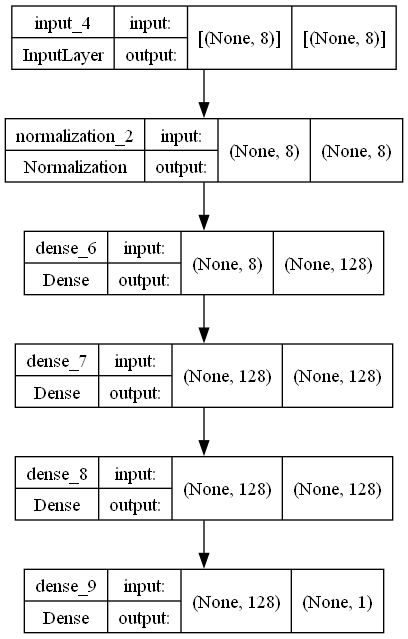 input_4 input: [(None, 8)] [(None, 8)]
InputLayer output:
normalization_2 input: (None, 8) (None, 8)
Normalization output:
dense_6 input: (None, 8) (None, 128)
Dense output:
dense_7 input: (None, 128) (None, 128)
Dense output:
dense_8 input: (None, 128) (None, 128)
Dense output:
dense_9 input: (None, 128) (None, 1)
Dense output: